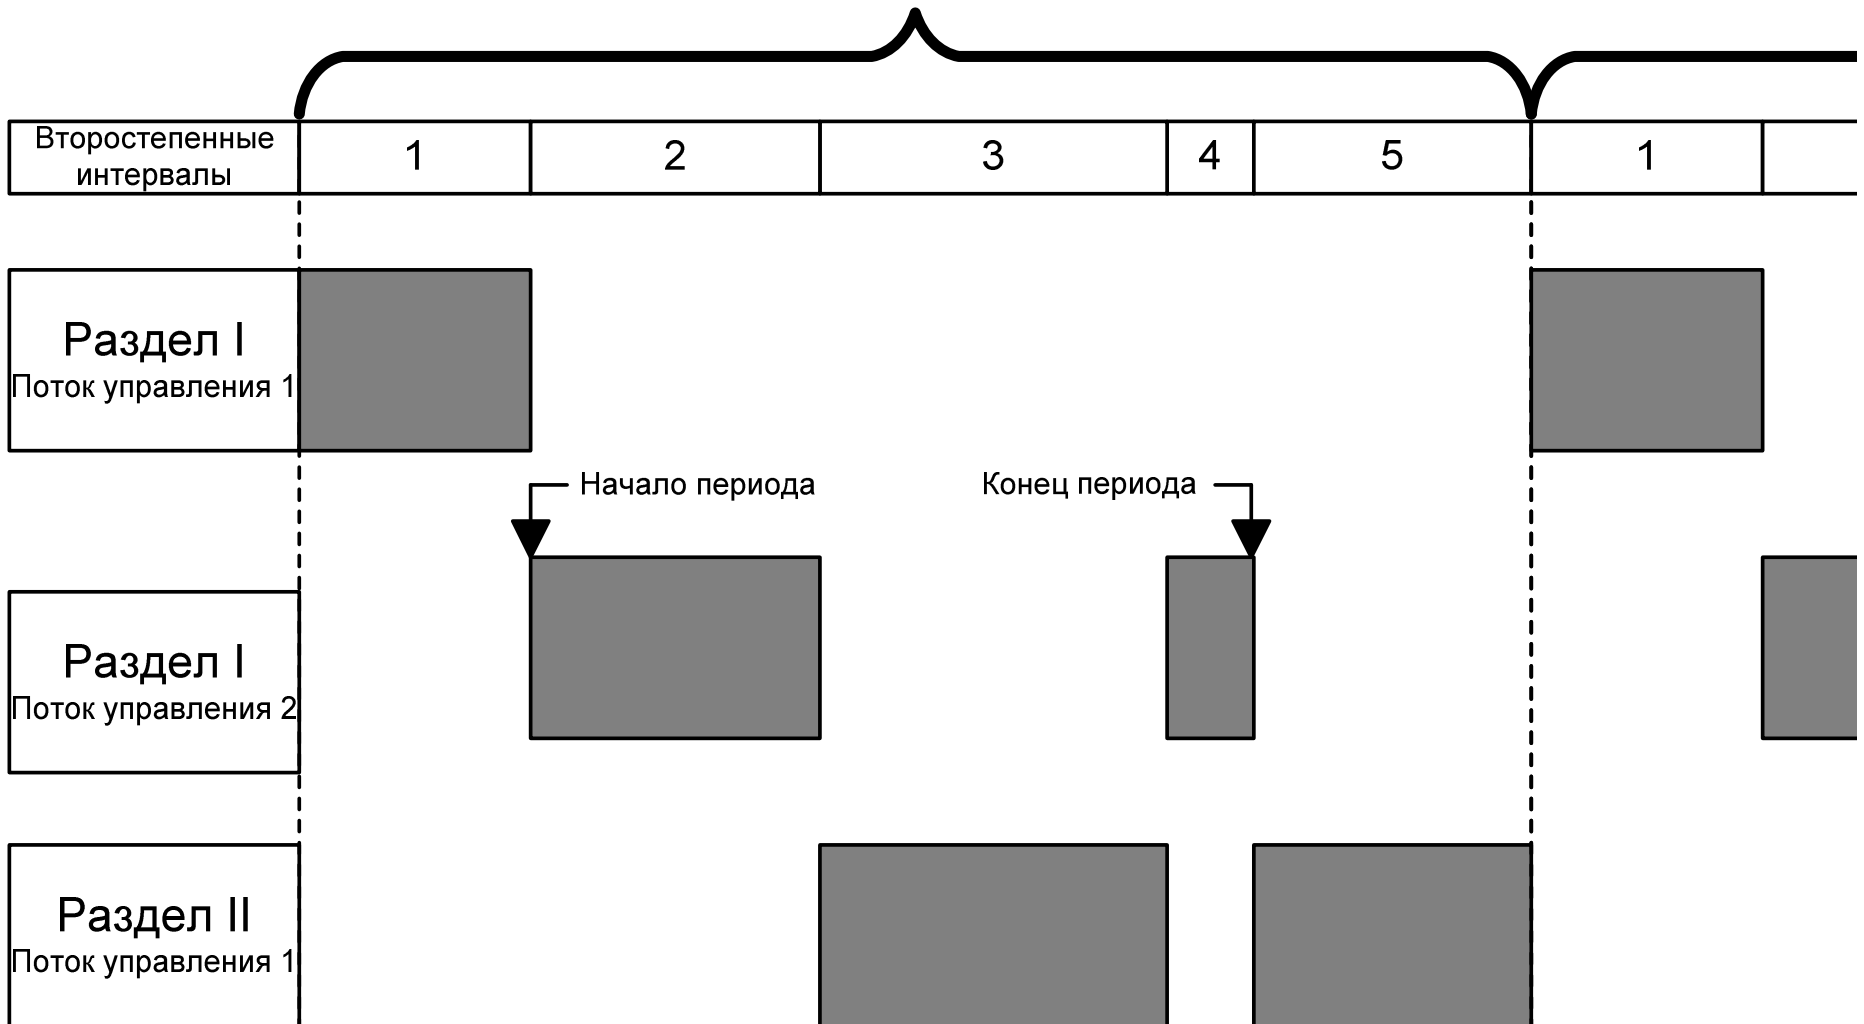 Второстепенные
интервалы
1
2
3
4
5
1
Раздел I
Поток управления 1
Начало периода
Конец периода
Раздел I
Поток управления 2
Раздел II
Поток управления 1